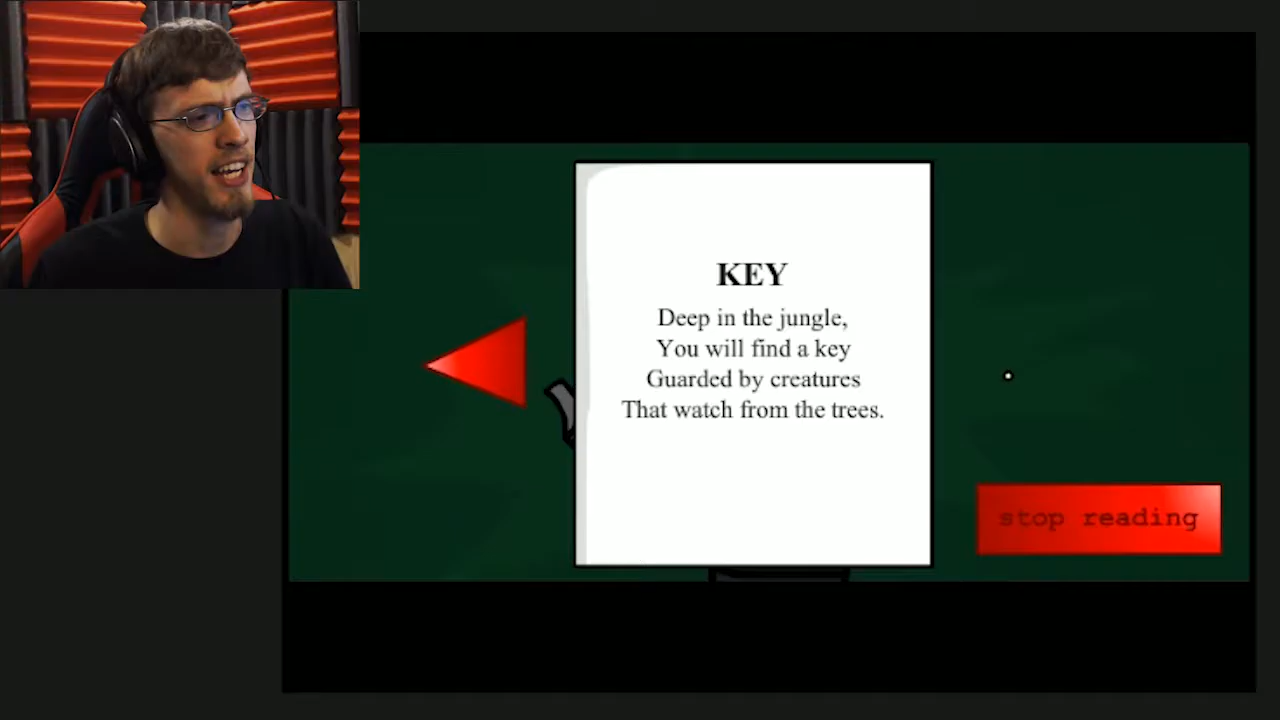 KEY
Deep in the jungle,
You will find a key
Guarded by creatures
That watch from the trees.
stop reading